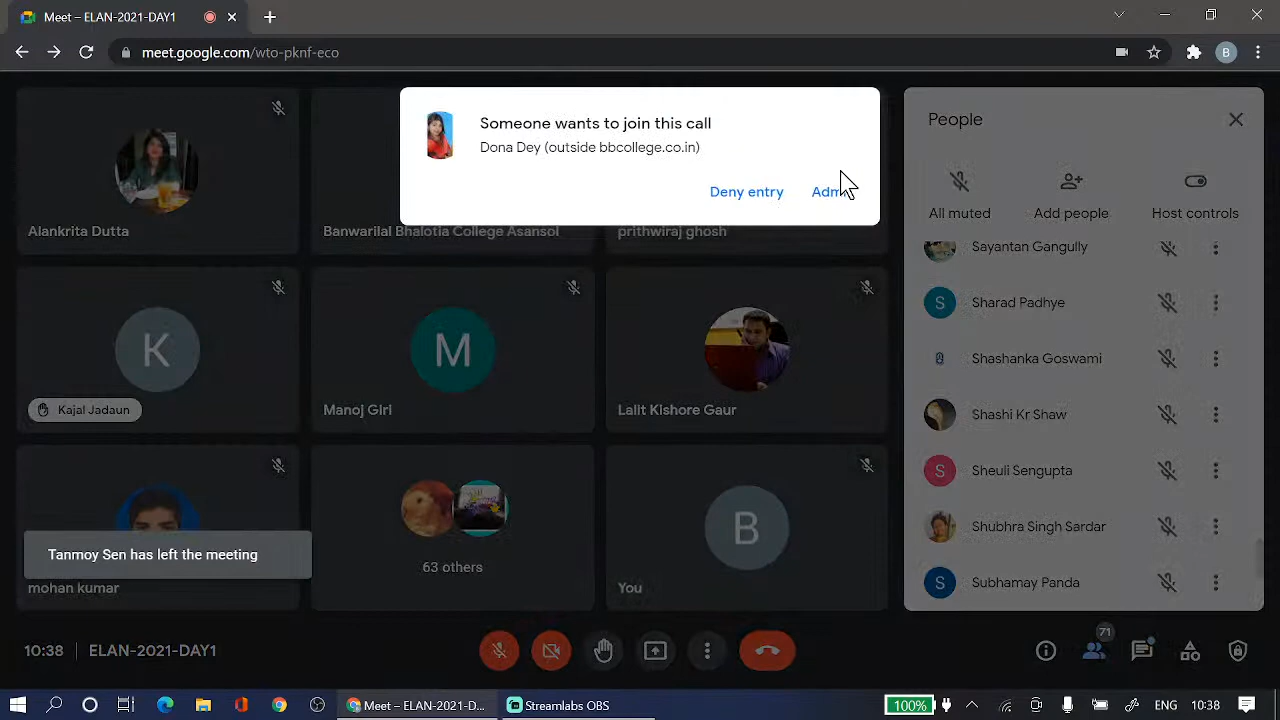 Meet – ELAN-2021-DAY1
meet.google.com/wto-pknf-eco
B
Someone wants to join this call
Dona Dey (outside bbcollege.co.in)
Deny entry
People
All muted
Add people
Host controls
Alankrita Dutta
Banwarilal Bhalotia College Asansol
prithwiraj ghosh
Sayantan Gangully
S
Sharad Padhye
Shashanka Goswami
Shashi Kr Shaw
S
Sheuli Sengupta
Shubhra Singh Sardar
S
Subhamay Panda
K
Kajal Jadaun
M
Manoj Giri
Lalit Kishore Gaur
Tanmoy Sen has left the meeting
mohan kumar
63 others
B
You
10:38 | ELAN-2021-DAY1
71
Meet – ELAN-2021-D...
Streamlabs OBS
100%
ENG
10:38